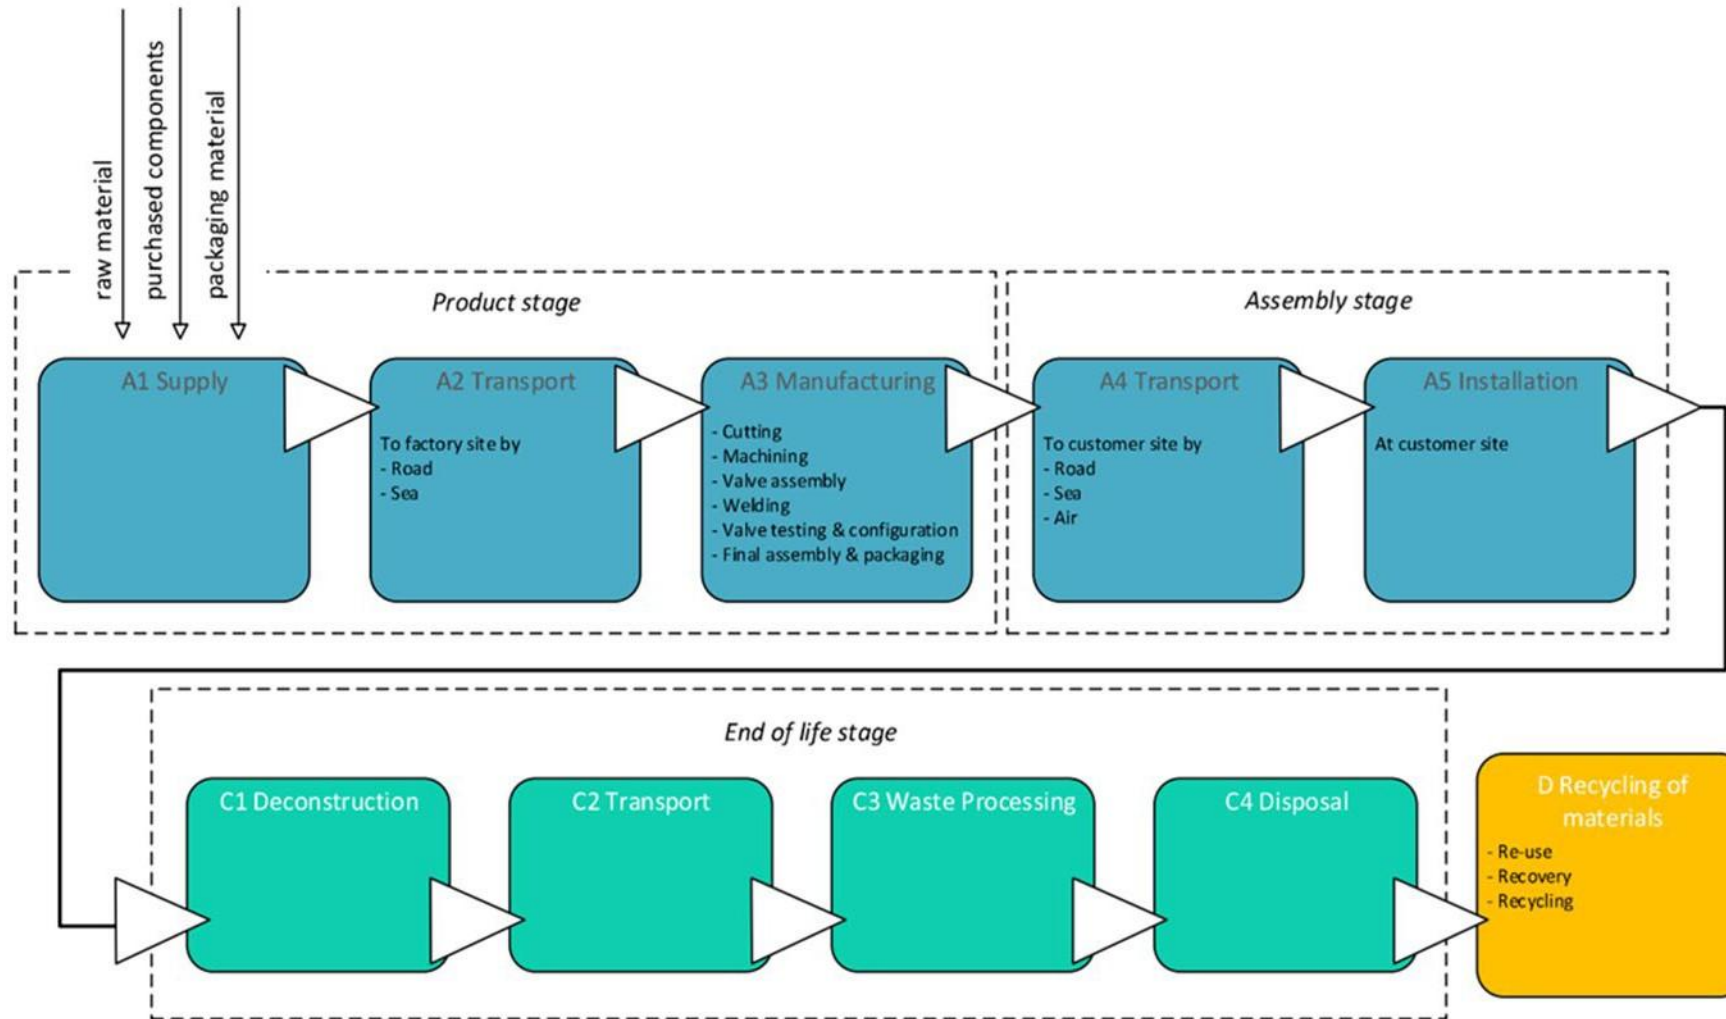 raw material
purchased components
packaging material
Product stage
Assembly stage
A1 Supply
A2 Transport
To factory site by
- Road
- Sea
A3 Manufacturing
- Cutting
- Machining
- Valve assembly
- Welding
- Valve testing & configuration
- Final assembly & packaging
A4 Transport
To customer site by
- Road
- Sea
- Air
A5 Installation
At customer site
End of life stage
C1 Deconstruction
C2 Transport
C3 Waste Processing
C4 Disposal
D Recycling of
materials
- Re-use
- Recovery
- Recycling